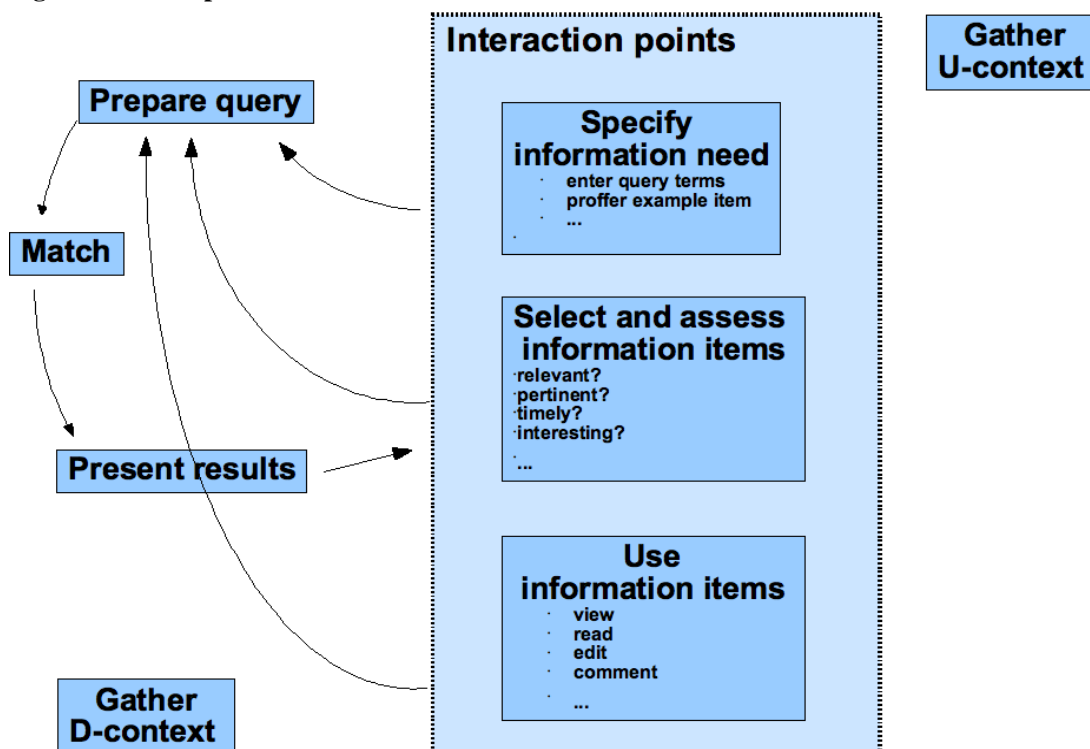 Interaction points
Gather
U-context
Prepare query
Specify
information need
· enter query terms
· proffer example item
· ...
·
Match
Select and assess
information items
·relevant?
·pertinent?
·timely?
·interesting?
·...
Present results
Use
information items
· view
· read
· edit
· comment
· ...
Gather
D-context